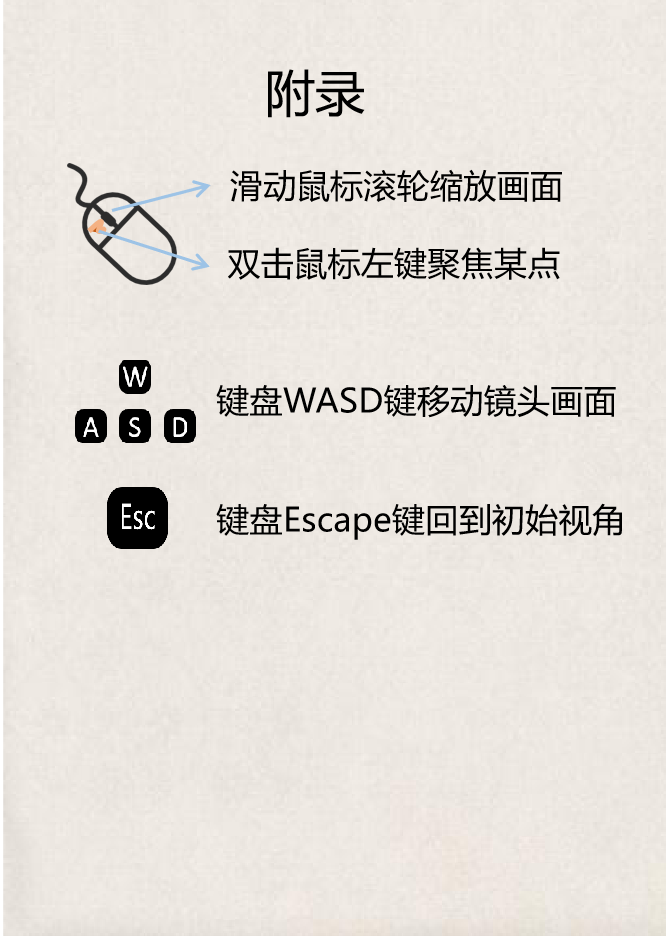 附录
滑动鼠标滚轮缩放画面
双击鼠标左键聚焦某点
W
A S D
键盘WASD键移动镜头画面
Esc
键盘Escape键回到初始视角